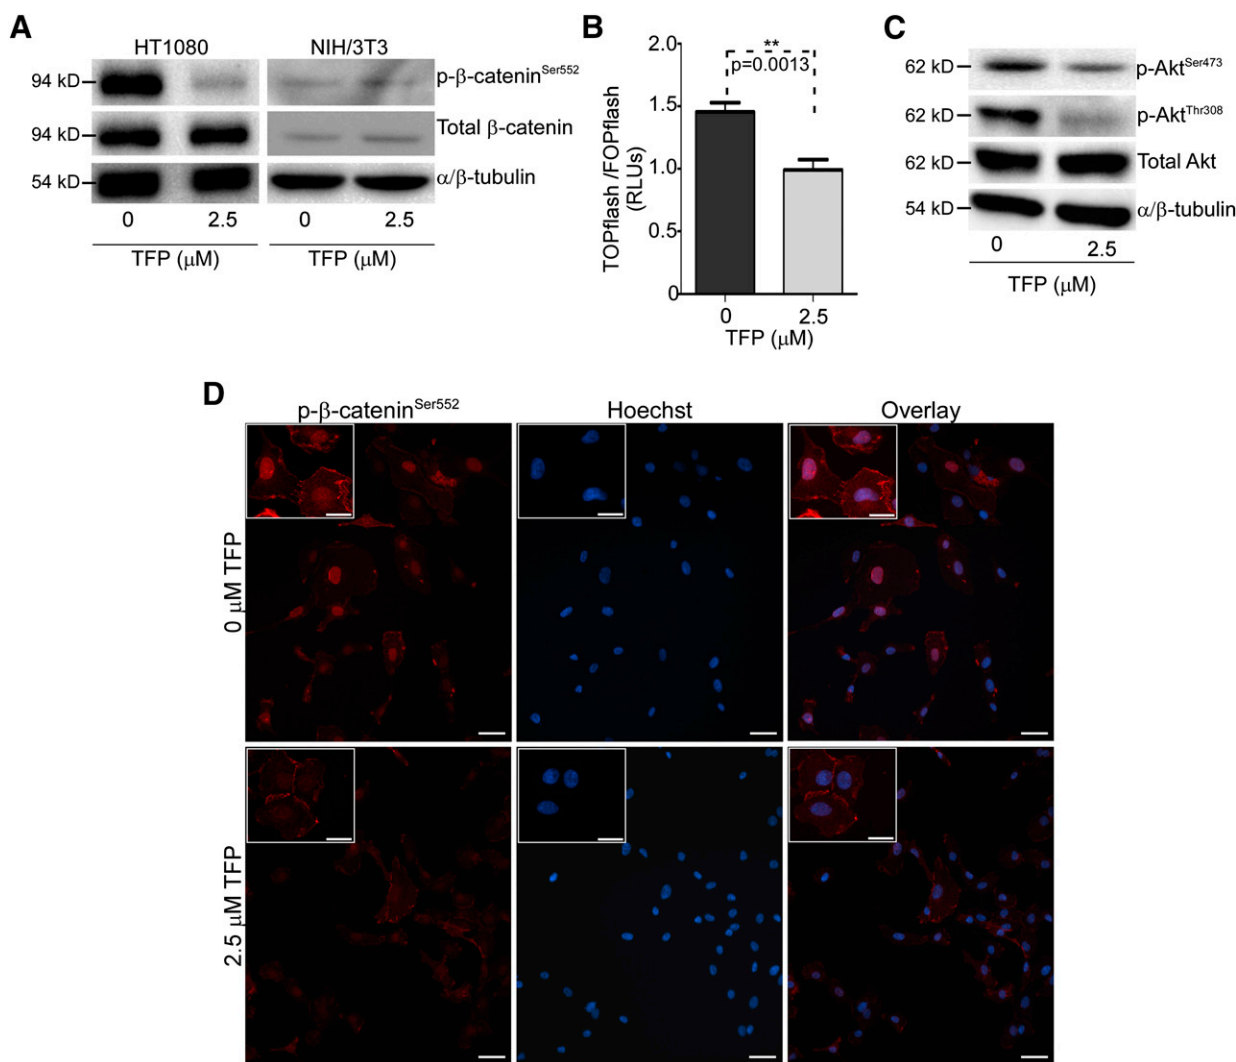 A
HT1080 NIH/3T3
94 kD p-β-catenin^Ser552
94 kD Total β-catenin
54 kD α/β-tubulin
0 2.5 0 2.5
TFP (μM) TFP (μM)
B
2.0
1.5
1.0
0.5
0
TOPflash /FOPflash
(RLUs)
**
p=0.0013
0 2.5
TFP (μM)
C
62 kD p-Akt^Ser473
62 kD p-Akt^Thr308
62 kD Total Akt
54 kD α/β-tubulin
0 2.5
TFP (μM)
D
p-β-catenin^Ser552 Hoechst Overlay
0 μM TFP
2.5 μM TFP